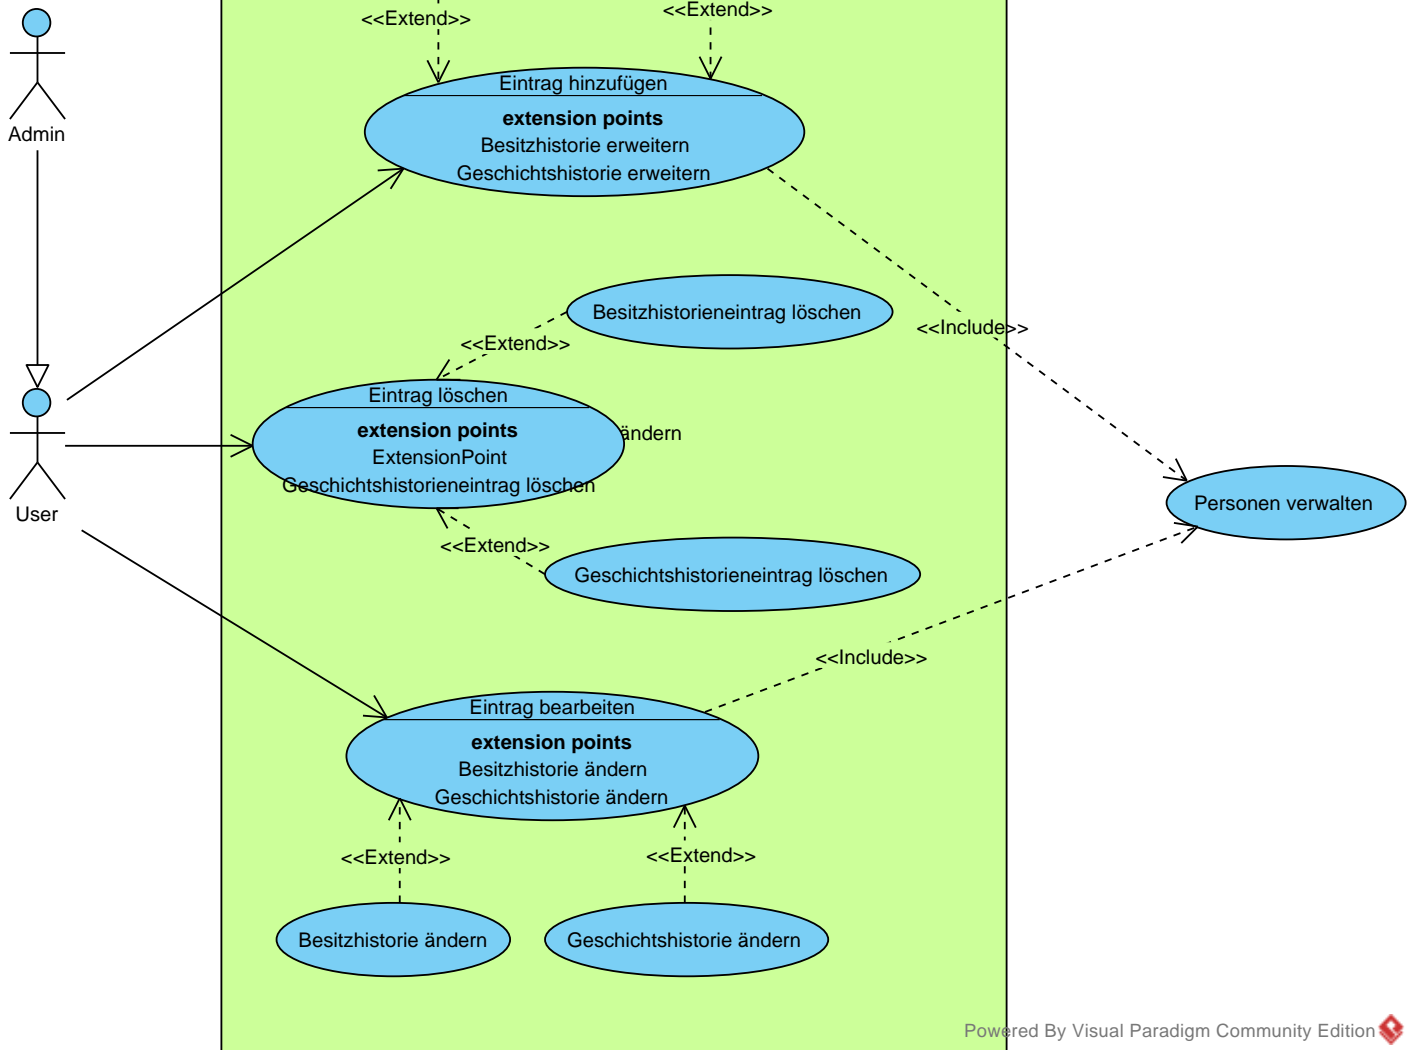 <<Extend>>
<<Extend>>
Admin
Eintrag hinzufügen
extension points
Besitzhistorie erweitern
Geschichtshistorie erweitern
Besitzhistorieneintrag löschen
<<Include>>
<<Extend>>
Eintrag löschen
extension points
ändern
ExtensionPoint
Geschichtshistorieneintrag löschen
User
Personen verwalten
<<Extend>>
Geschichtshistorieneintrag löschen
<<Include>>
Eintrag bearbeiten
extension points
Besitzhistorie ändern
Geschichtshistorie ändern
<<Extend>>
<<Extend>>
Besitzhistorie ändern
Geschichtshistorie ändern
Powered By Visual Paradigm Community Edition